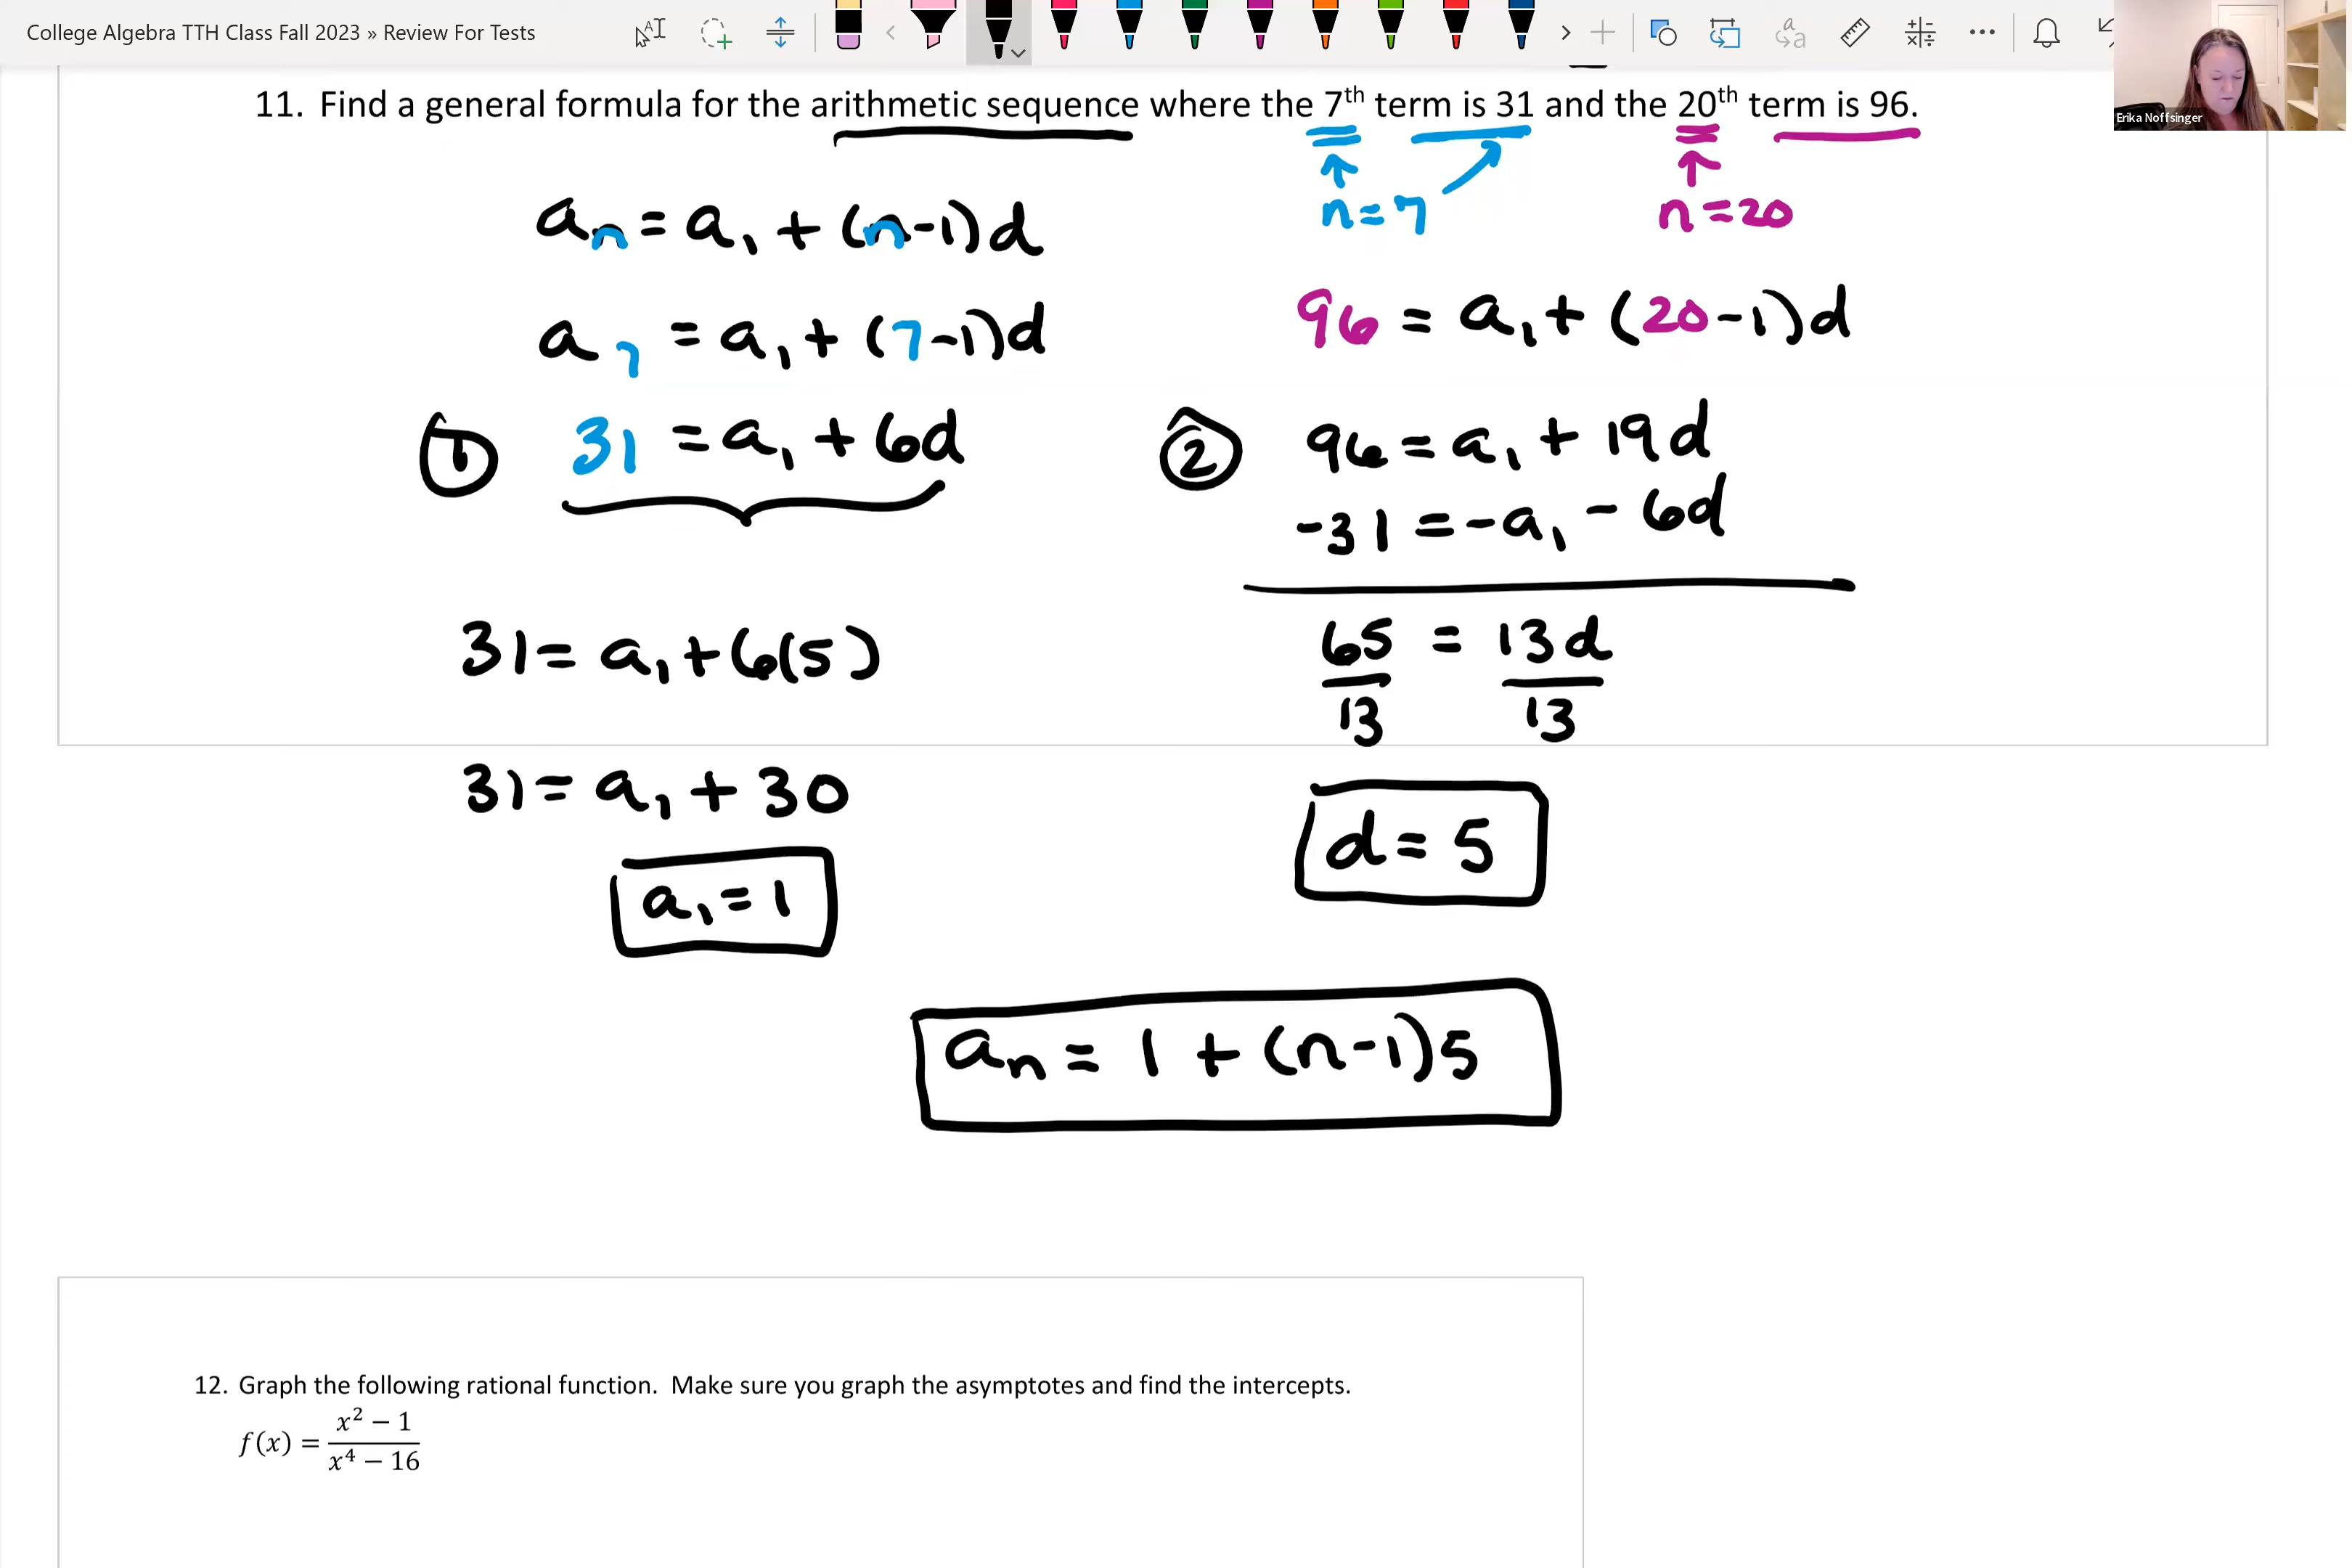 College Algebra TTH Class Fall 2023 » Review For Tests
Erika Noffsinger
11. Find a general formula for the arithmetic sequence where the 7th term is 31 and the 20th term is 96.
n=7
n=20
an = a1 + (n-1)d
a7 = a1 + (7-1)d
96 = a1 + (20-1)d
① 31 = a1 + 6d
② 96 = a1 + 19d
-31 = -a1 - 6d
31 = a1 + 6(5)
65/13 = 13d/13
31 = a1 + 30
d = 5
a1 = 1
an = 1 + (n-1)5
12. Graph the following rational function. Make sure you graph the asymptotes and find the intercepts.
f(x) = (x² − 1)/(x⁴ − 16)